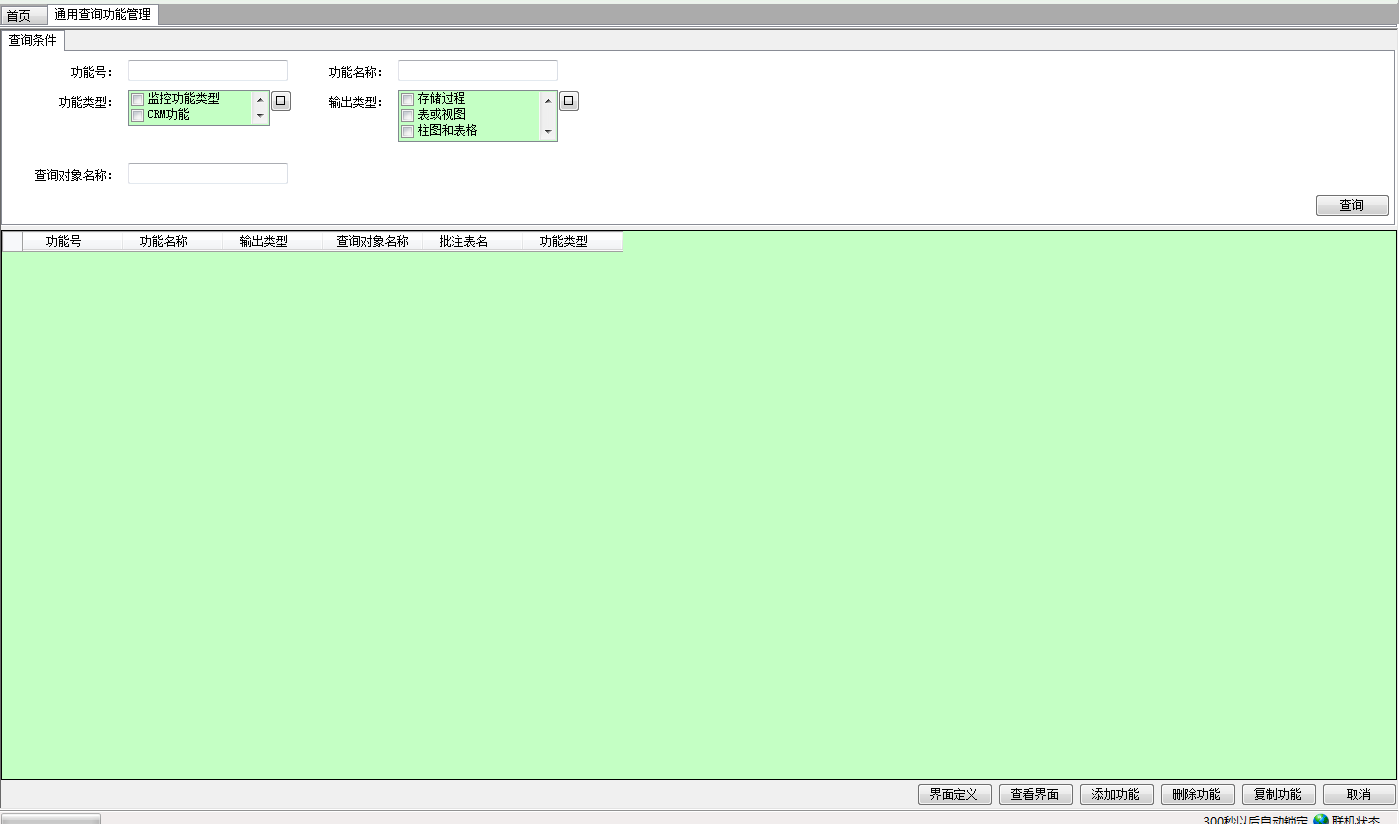 首页 通用查询功能管理
查询条件
功能号： 功能名称：
功能类型： 监控功能类型 输出类型： 存储过程
CRM功能 表或视图
柱图和表格
查询对象名称：
查询
功能号 功能名称 输出类型 查询对象名称 批注表名 功能类型
界面定义 查看界面 添加功能 删除功能 复制功能 取消
300秒以后自动锁定 联机状态